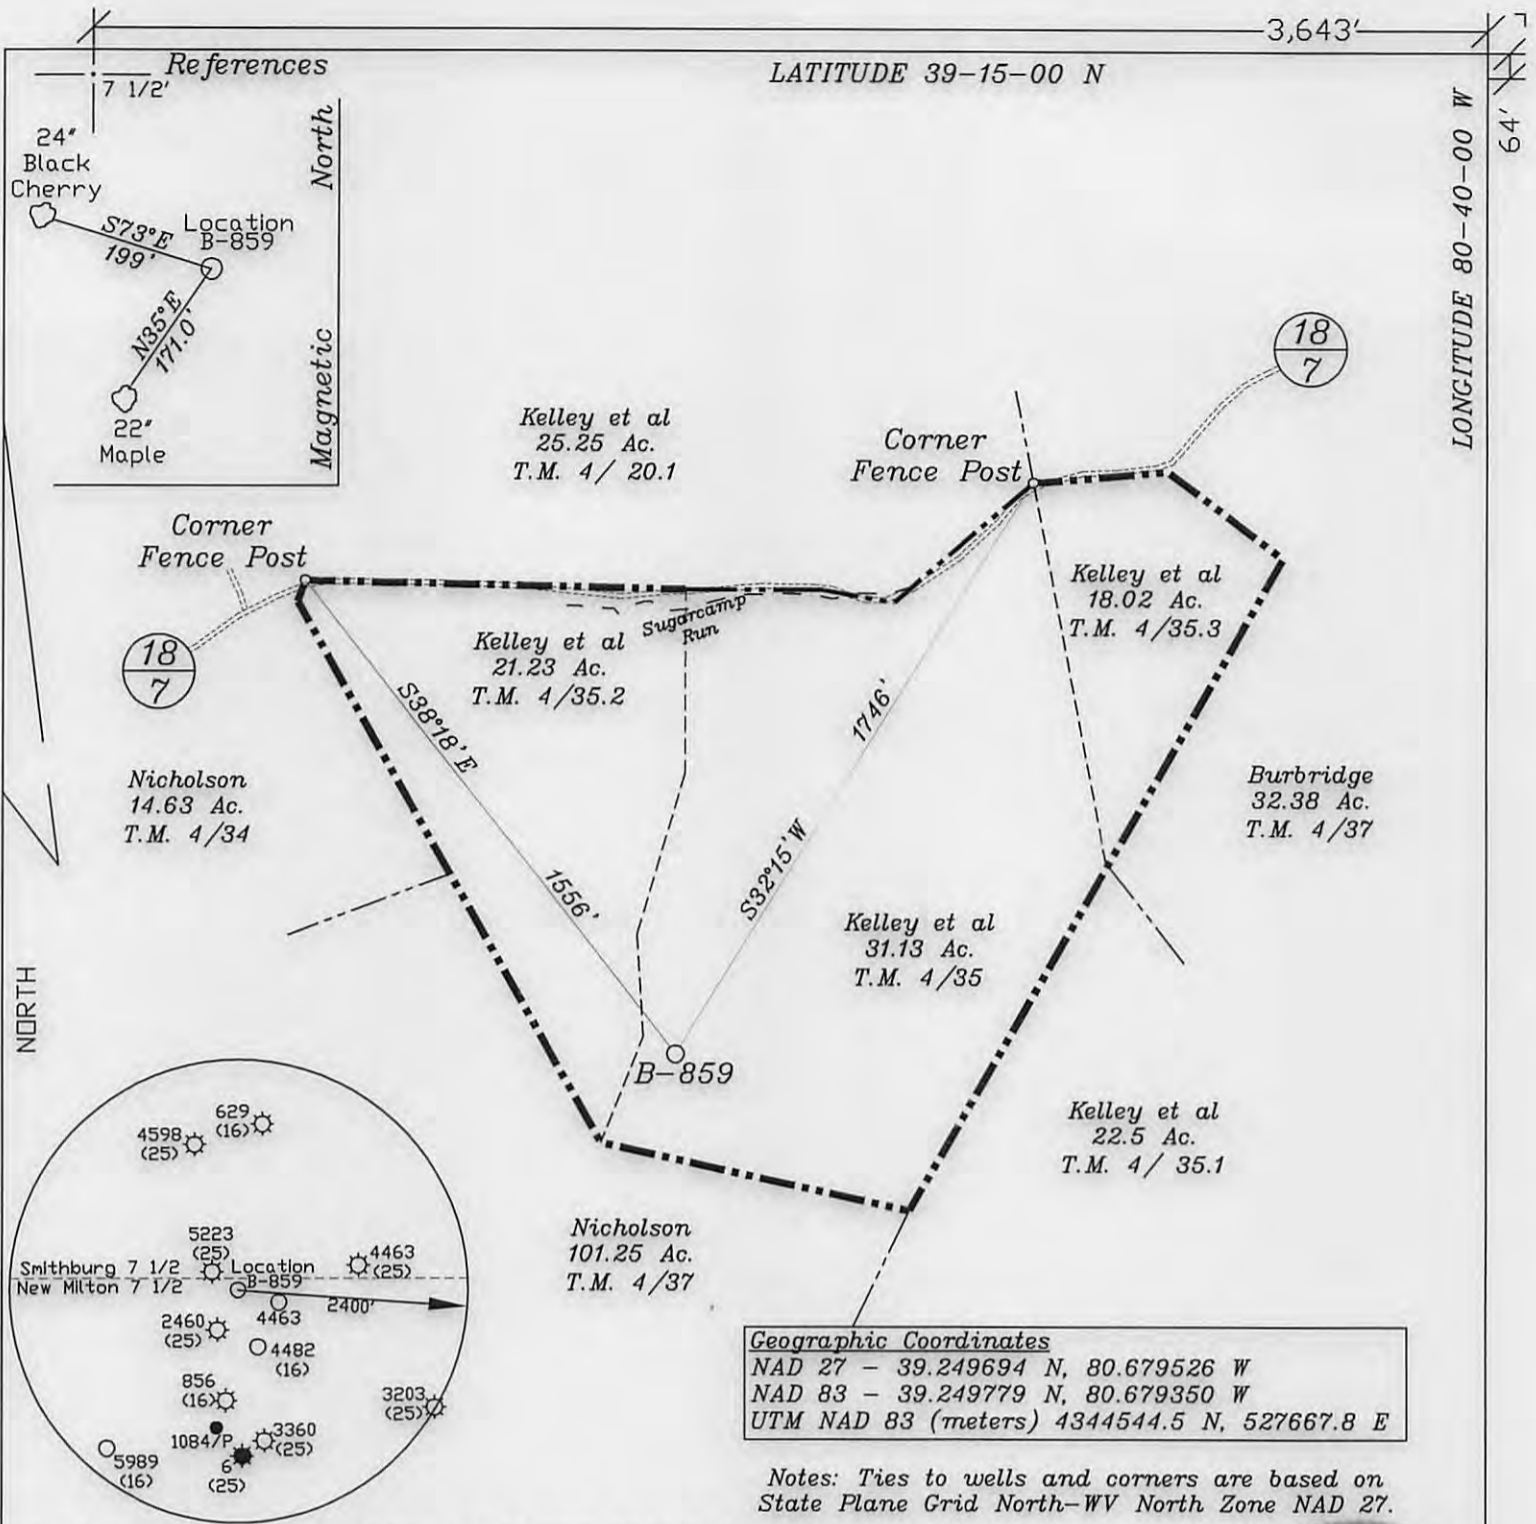 3,643'
References
LATITUDE 39-15-00 N
7 1/2'
LONGITUDE 80-40-00 W
64'
24"
Black
Cherry
North
Magnetic
S73°E
199'
Location
B-859
N35°E
171.0'
22"
Maple
18
7
Kelley et al
25.25 Ac.
T.M. 4/ 20.1
Corner
Fence Post
Corner
Fence Post
Kelley et al
18.02 Ac.
T.M. 4/35.3
Sugarcamp
Run
Kelley et al
21.23 Ac.
T.M. 4/35.2
18
7
S38°18'E
1556'
1746'
S32°15'W
Nicholson
14.63 Ac.
T.M. 4/34
Burbridge
32.38 Ac.
T.M. 4/37
Kelley et al
31.13 Ac.
T.M. 4/35
NORTH
B-859
Kelley et al
22.5 Ac.
T.M. 4/ 35.1
Nicholson
101.25 Ac.
T.M. 4/37
629
(16)
4598
(25)
5223
(25)
Smithburg 7 1/2
New Milton 7 1/2
Location
B-859
4463
(25)
2400'
4463
2460
(25)
4482
(16)
856
(16)
3203
(25)
1084/P
3360
(25)
6
(25)
5989
(16)
Geographic Coordinates
NAD 27 - 39.249694 N, 80.679526 W
NAD 83 - 39.249779 N, 80.679350 W
UTM NAD 83 (meters) 4344544.5 N, 527667.8 E
Notes: Ties to wells and corners are based on
State Plane Grid North-WV North Zone NAD 27.